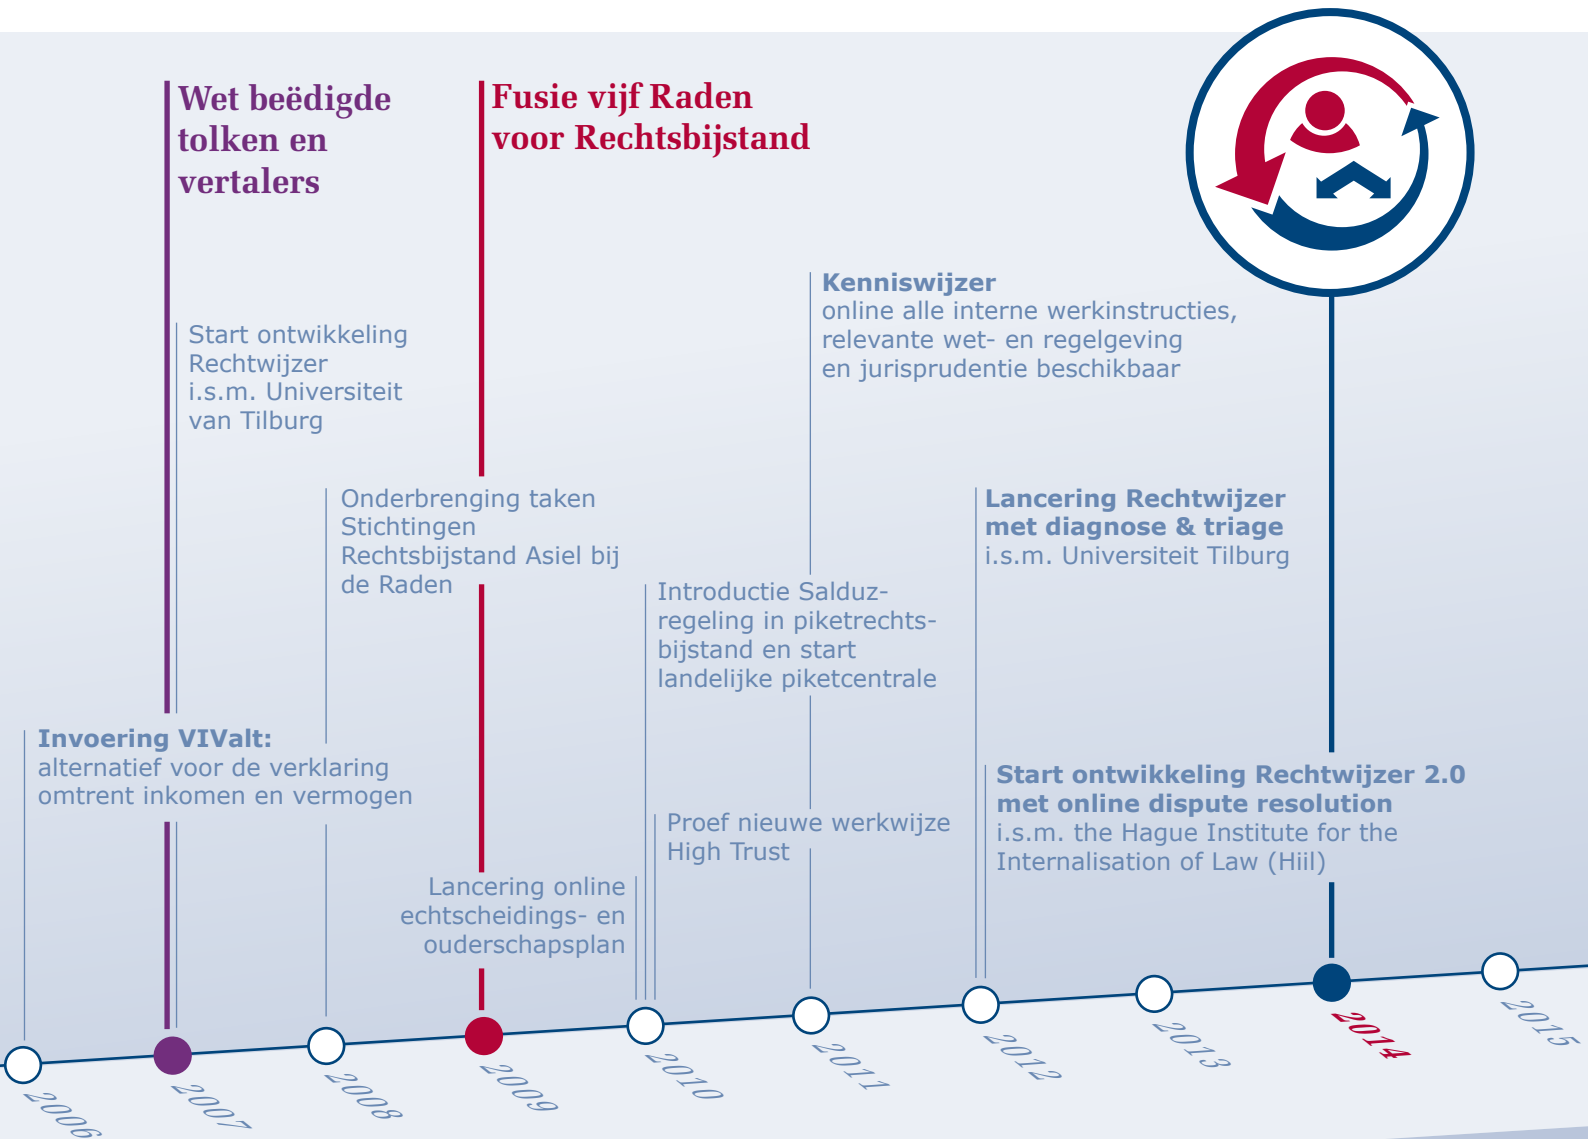 Wet beëdigde
tolken en
vertalers
Fusie vijf Raden
voor Rechtsbijstand
Kenniswijzer
online alle interne werkinstructies,
relevante wet- en regelgeving
en jurisprudentie beschikbaar
Start ontwikkeling
Rechtwijzer
i.s.m. Universiteit
van Tilburg
Onderbrenging taken
Stichtingen
Rechtsbijstand Asiel bij
de Raden
Lancering Rechtwijzer
met diagnose & triage
i.s.m. Universiteit Tilburg
Introductie Salduz-
regeling in piketrechts-
bijstand en start
landelijke piketcentrale
Invoering VIValt:
alternatief voor de verklaring
omtrent inkomen en vermogen
Start ontwikkeling Rechtwijzer 2.0
met online dispute resolution
i.s.m. the Hague Institute for the
Internalisation of Law (Hiil)
Proef nieuwe werkwijze
High Trust
Lancering online
echtscheidings- en
ouderschapsplan
2006
2007
2008
2009
2010
2011
2012
2013
2014
2015